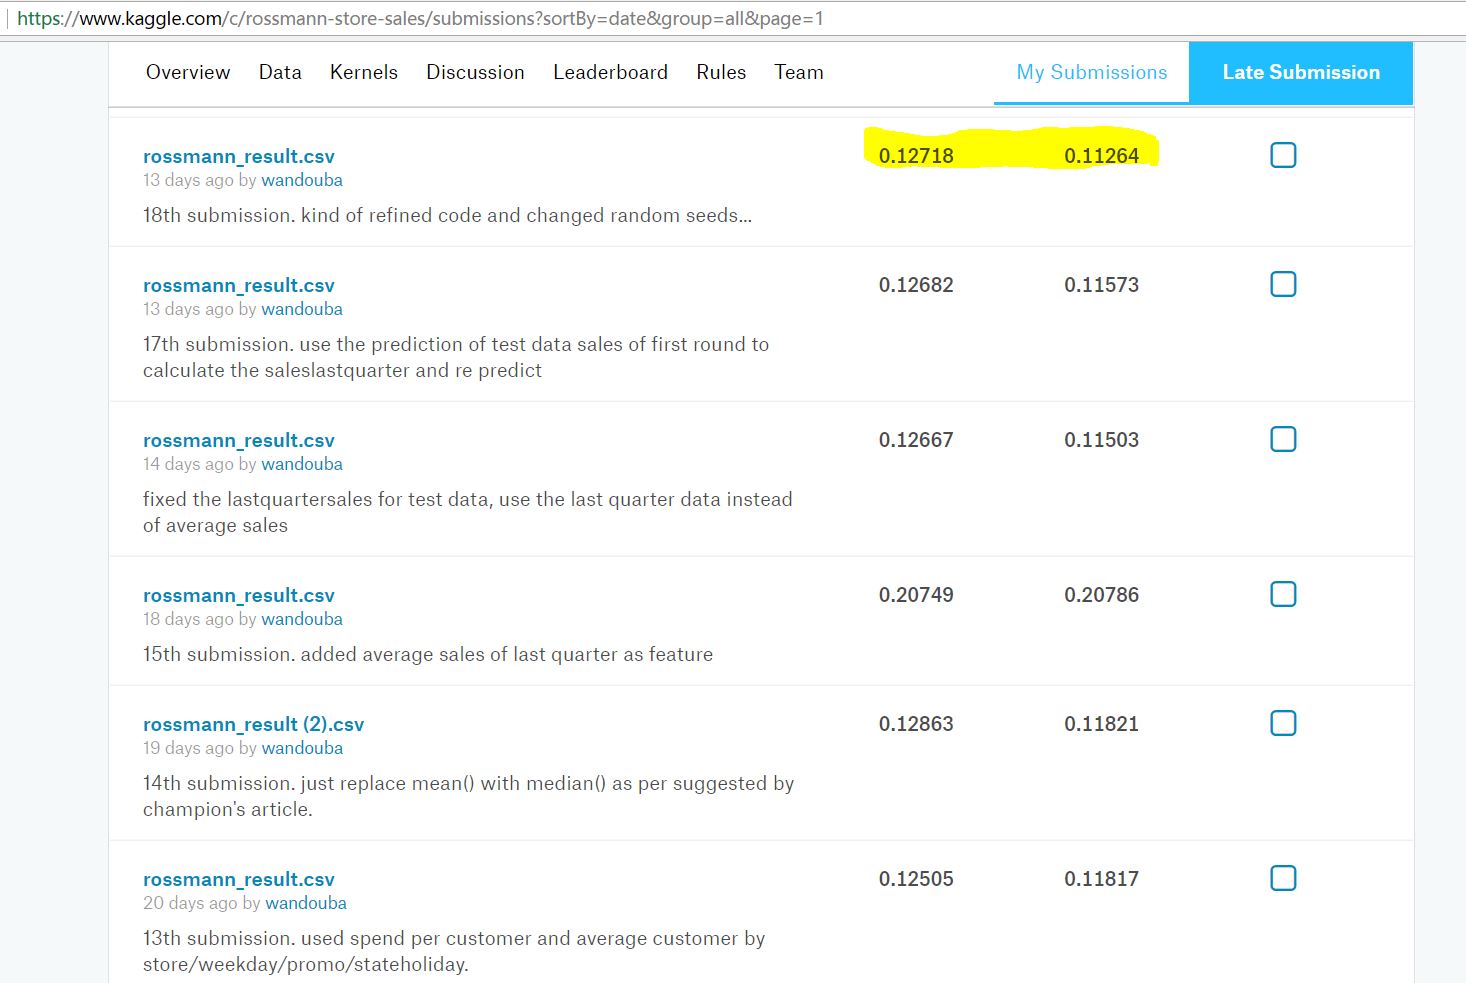 https://www.kaggle.com/c/rossmann-store-sales/submissions?sortBy=date&group=all&page=1
Overview Data Kernels Discussion Leaderboard Rules Team My Submissions Late Submission
rossmann_result.csv 0.12718 0.11264
13 days ago by wandouba
18th submission. kind of refined code and changed random seeds...
rossmann_result.csv 0.12682 0.11573
13 days ago by wandouba
17th submission. use the prediction of test data sales of first round to
calculate the saleslastquarter and re predict
rossmann_result.csv 0.12667 0.11503
14 days ago by wandouba
fixed the lastquartersales for test data, use the last quarter data instead
of average sales
rossmann_result.csv 0.20749 0.20786
18 days ago by wandouba
15th submission. added average sales of last quarter as feature
rossmann_result (2).csv 0.12863 0.11821
19 days ago by wandouba
14th submission. just replace mean() with median() as per suggested by
champion's article.
rossmann_result.csv 0.12505 0.11817
20 days ago by wandouba
13th submission. used spend per customer and average customer by
store/weekday/promo/stateholiday.